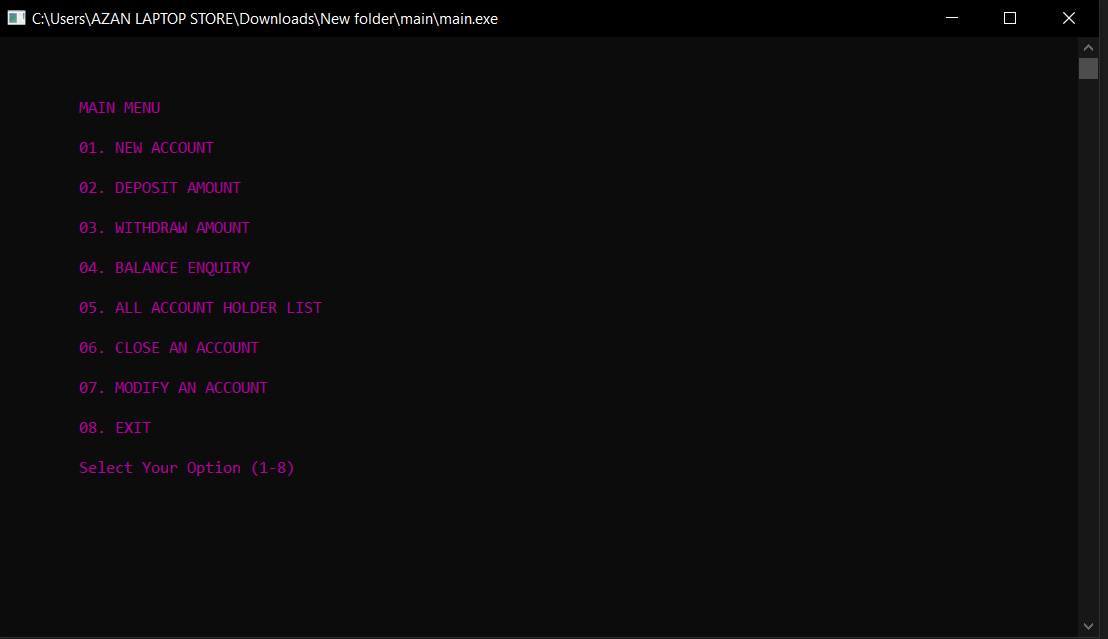 C:\Users\AZAN LAPTOP STORE\Downloads\New folder\main\main.exe
MAIN MENU
01. NEW ACCOUNT
02. DEPOSIT AMOUNT
03. WITHDRAW AMOUNT
04. BALANCE ENQUIRY
05. ALL ACCOUNT HOLDER LIST
06. CLOSE AN ACCOUNT
07. MODIFY AN ACCOUNT
08. EXIT
Select Your Option (1-8)